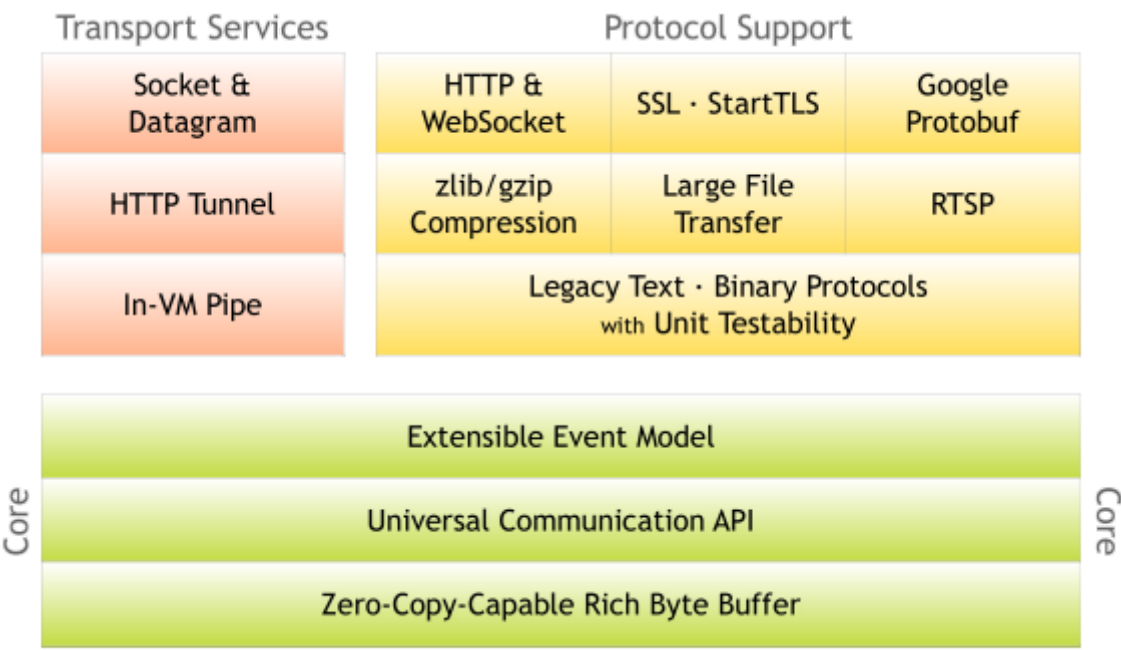 Transport Services
Socket &
Datagram
HTTP Tunnel
In-VM Pipe
Protocol Support
HTTP &
WebSocket
SSL · StartTLS
Google
Protobuf
zlib/gzip
Compression
Large File
Transfer
RTSP
Legacy Text · Binary Protocols
with Unit Testability
Core
Extensible Event Model
Universal Communication API
Zero-Copy-Capable Rich Byte Buffer
Core